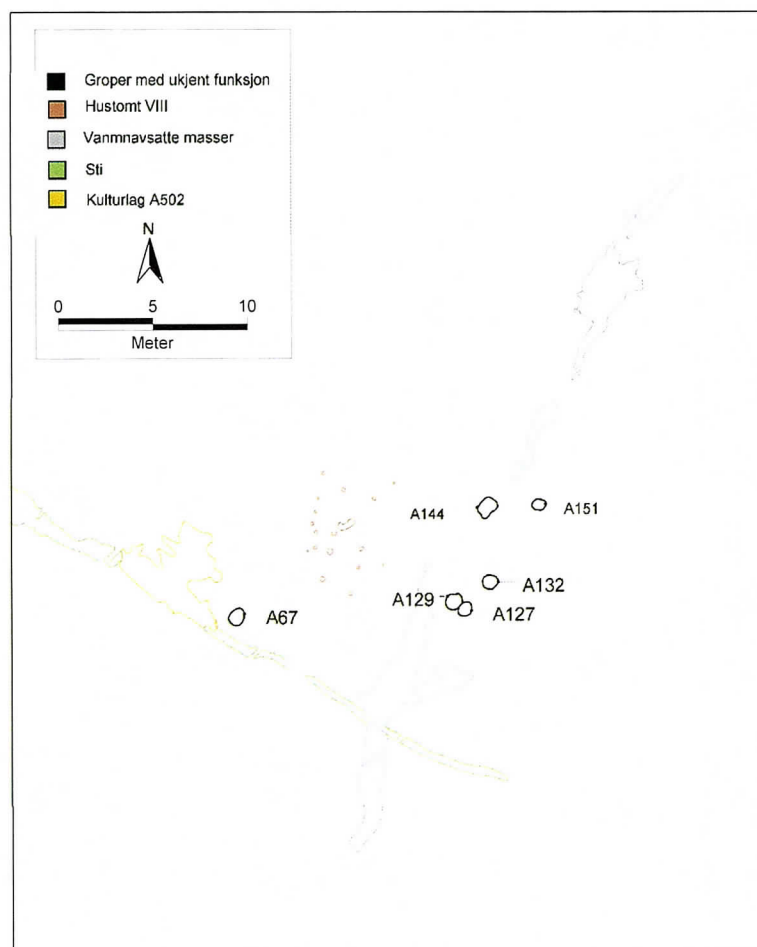 Groper med ukjent funksjon
Hustomt VIII
Vanmnavsatte masser
Sti
Kulturlag A502
N
0 5 10
Meter
A144 A151
A132
A129
A127
A67